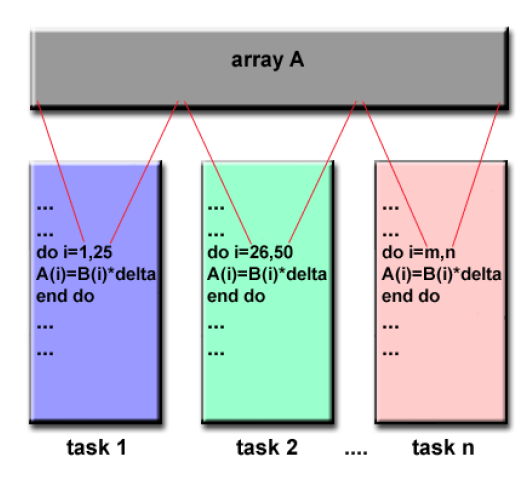 array A
...
...
do i=1,25
A(i)=B(i)*delta
end do
...
...
...
...
do i=26,50
A(i)=B(i)*delta
end do
...
...
...
...
do i=m,n
A(i)=B(i)*delta
end do
...
...
task 1 task 2 .... task n